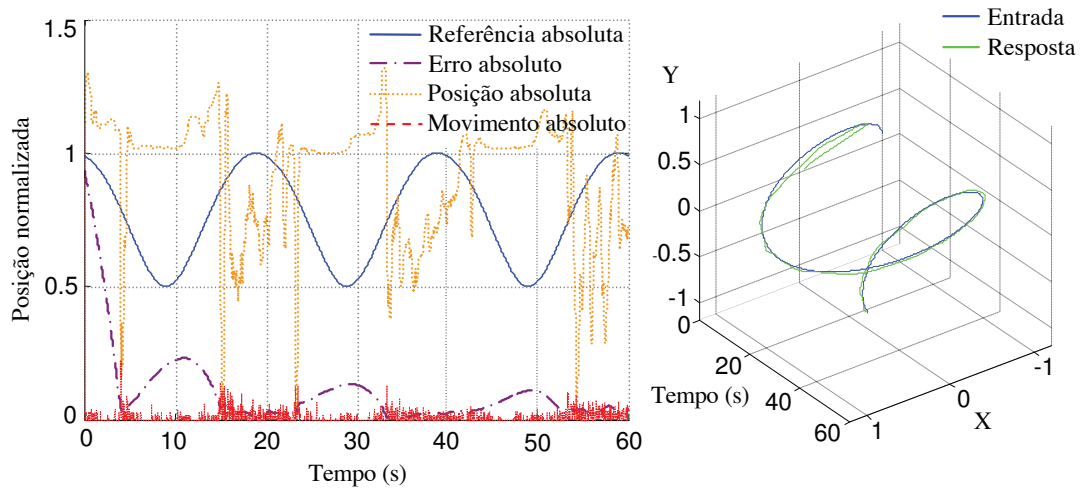 1.5
1
0.5
0
Posição normalizada
Referência absoluta
Erro absoluto
Posição absoluta
Movimento absoluto
0
10
20
30
40
50
60
Tempo (s)
Entrada
Resposta
Y
1
0.5
0
-0.5
-1
0
20
40
60
Tempo (s)
1
0
-1
X